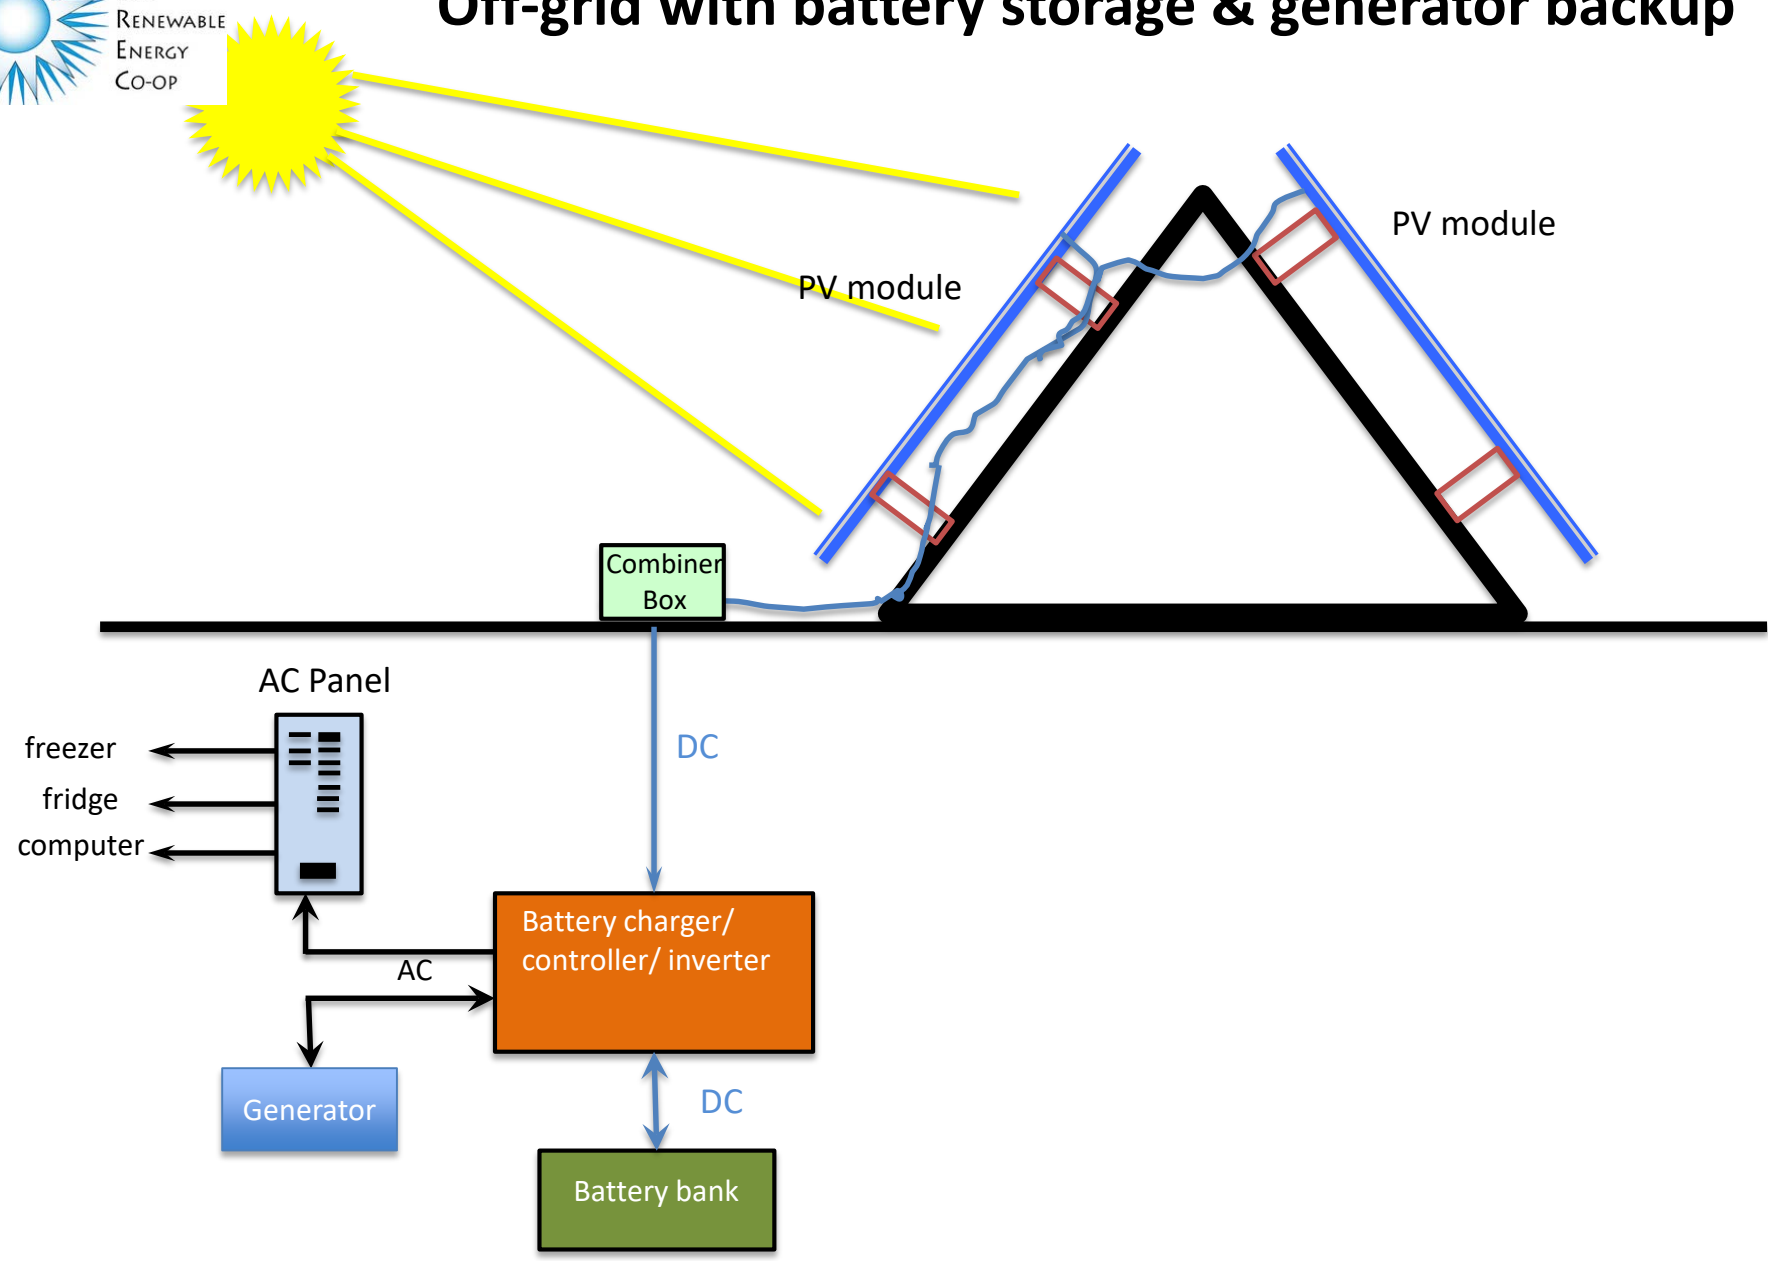 Off-grid with battery storage & generator backup
RENEWABLE
ENERGY
CO-OP
PV module
PV module
Combiner
Box
AC Panel
freezer
fridge
computer
DC
Battery charger/
controller/ inverter
AC
Generator
DC
Battery bank